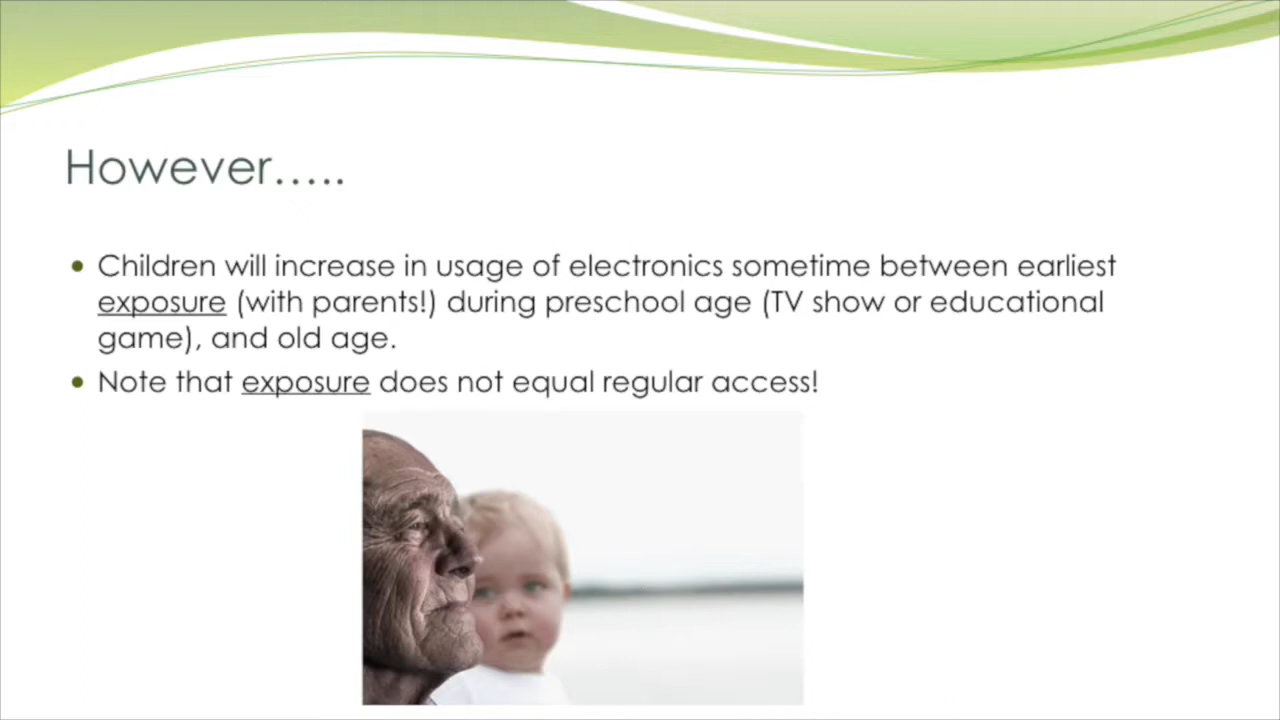 However.....
• Children will increase in usage of electronics sometime between earliest
exposure (with parents!) during preschool age (TV show or educational
game), and old age.
• Note that exposure does not equal regular access!